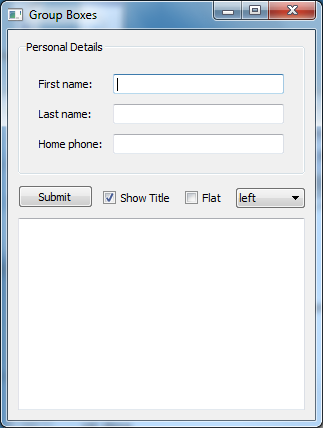 Group Boxes
Personal Details
First name:
Last name:
Home phone:
Submit Show Title Flat left